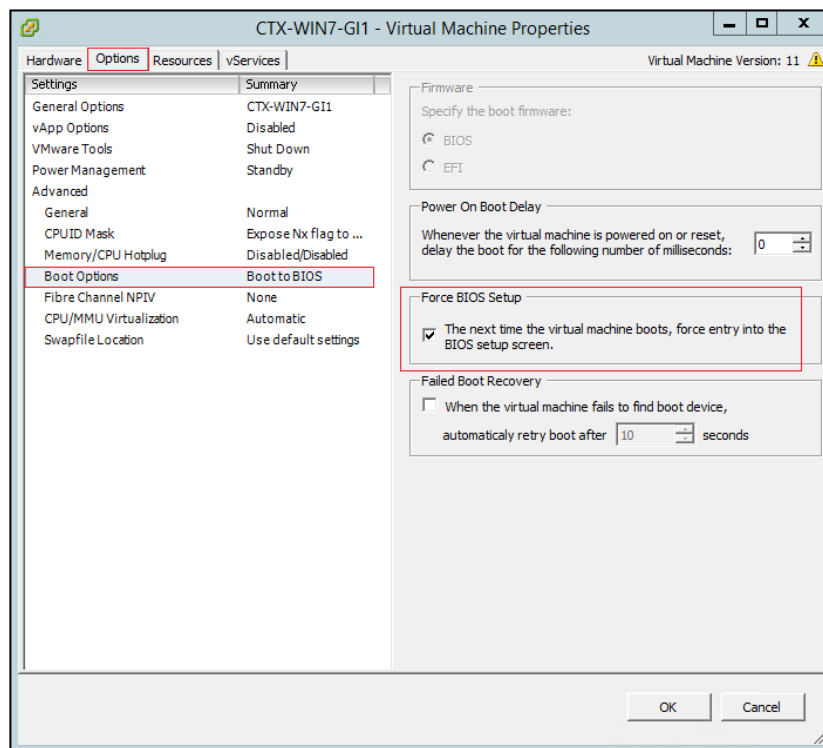 CTX-WIN7-GI1 - Virtual Machine Properties
Hardware Options Resources vServices Virtual Machine Version: 11
Settings Summary
General Options CTX-WIN7-GI1
vApp Options Disabled
VMware Tools Shut Down
Power Management Standby
Advanced
General Normal
CPUID Mask Expose Nx flag to ...
Memory/CPU Hotplug Disabled/Disabled
Boot Options Boot to BIOS
Fibre Channel NPIV None
CPU/MMU Virtualization Automatic
Swapfile Location Use default settings
Firmware
Specify the boot firmware:
BIOS
EFI
Power On Boot Delay
Whenever the virtual machine is powered on or reset,
delay the boot for the following number of milliseconds: 0
Force BIOS Setup
The next time the virtual machine boots, force entry into the
BIOS setup screen.
Failed Boot Recovery
When the virtual machine fails to find boot device,
automaticaly retry boot after 10 seconds
OK Cancel